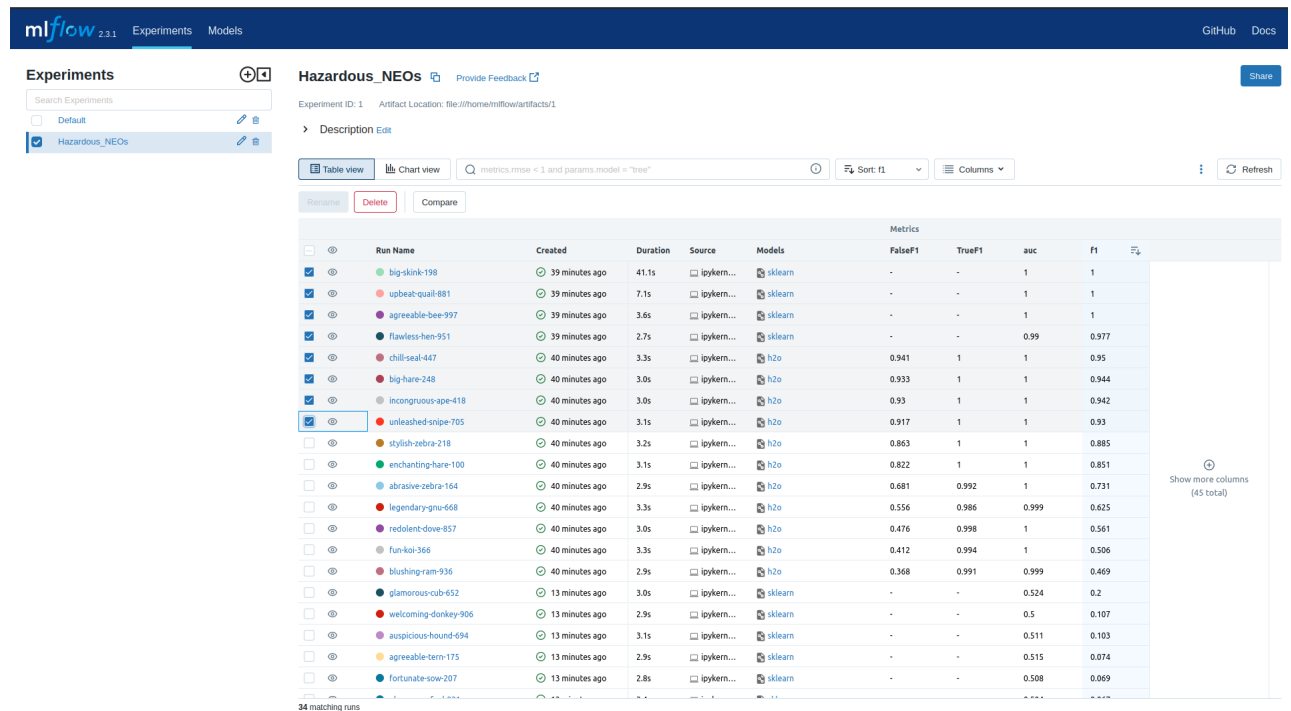 mlflow 2.3.1 Experiments Models GitHub Docs
Experiments
Search Experiments
Default
Hazardous_NEOs
Hazardous_NEOs Provide Feedback Share
Experiment ID: 1 Artifact Location: file:///home/mlflow/artifacts/1
Description Edit
Table view Chart view metrics.rmse < 1 and params.model = "tree" Sort: f1 Columns Refresh
Rename Delete Compare
Metrics
Run Name Created Duration Source Models FalseF1 TrueF1 auc f1
big-skink-198 39 minutes ago 41.1s ipykern... sklearn - - 1 1
upbeat-quail-881 39 minutes ago 7.1s ipykern... sklearn - - 1 1
agreeable-bee-997 39 minutes ago 3.6s ipykern... sklearn - - 1 1
flawless-hen-951 39 minutes ago 2.7s ipykern... sklearn - - 0.99 0.977
chill-seal-447 40 minutes ago 3.3s ipykern... h2o 0.941 1 1 0.95
big-hare-248 40 minutes ago 3.0s ipykern... h2o 0.933 1 1 0.944
incongruous-ape-418 40 minutes ago 3.0s ipykern... h2o 0.93 1 1 0.942
unleashed-snipe-705 40 minutes ago 3.1s ipykern... h2o 0.917 1 1 0.93
stylish-zebra-218 40 minutes ago 3.2s ipykern... h2o 0.863 1 1 0.885
enchanting-hare-100 40 minutes ago 3.1s ipykern... h2o 0.822 1 1 0.851
abrasive-zebra-164 40 minutes ago 2.9s ipykern... h2o 0.681 0.992 1 0.731
legendary-gnu-668 40 minutes ago 3.3s ipykern... h2o 0.556 0.986 0.999 0.625
redolent-dove-857 40 minutes ago 3.0s ipykern... h2o 0.476 0.998 1 0.561
fun-koi-366 40 minutes ago 3.3s ipykern... h2o 0.412 0.994 1 0.506
blushing-ram-936 40 minutes ago 2.9s ipykern... h2o 0.368 0.991 0.999 0.469
glamorous-cub-652 13 minutes ago 3.0s ipykern... sklearn - - 0.524 0.2
welcoming-donkey-906 13 minutes ago 2.9s ipykern... sklearn - - 0.5 0.107
auspicious-hound-694 13 minutes ago 3.1s ipykern... sklearn - - 0.511 0.103
agreeable-tern-175 13 minutes ago 2.9s ipykern... sklearn - - 0.515 0.074
fortunate-sow-207 13 minutes ago 2.8s ipykern... sklearn - - 0.508 0.069
Show more columns
(45 total)
34 matching runs